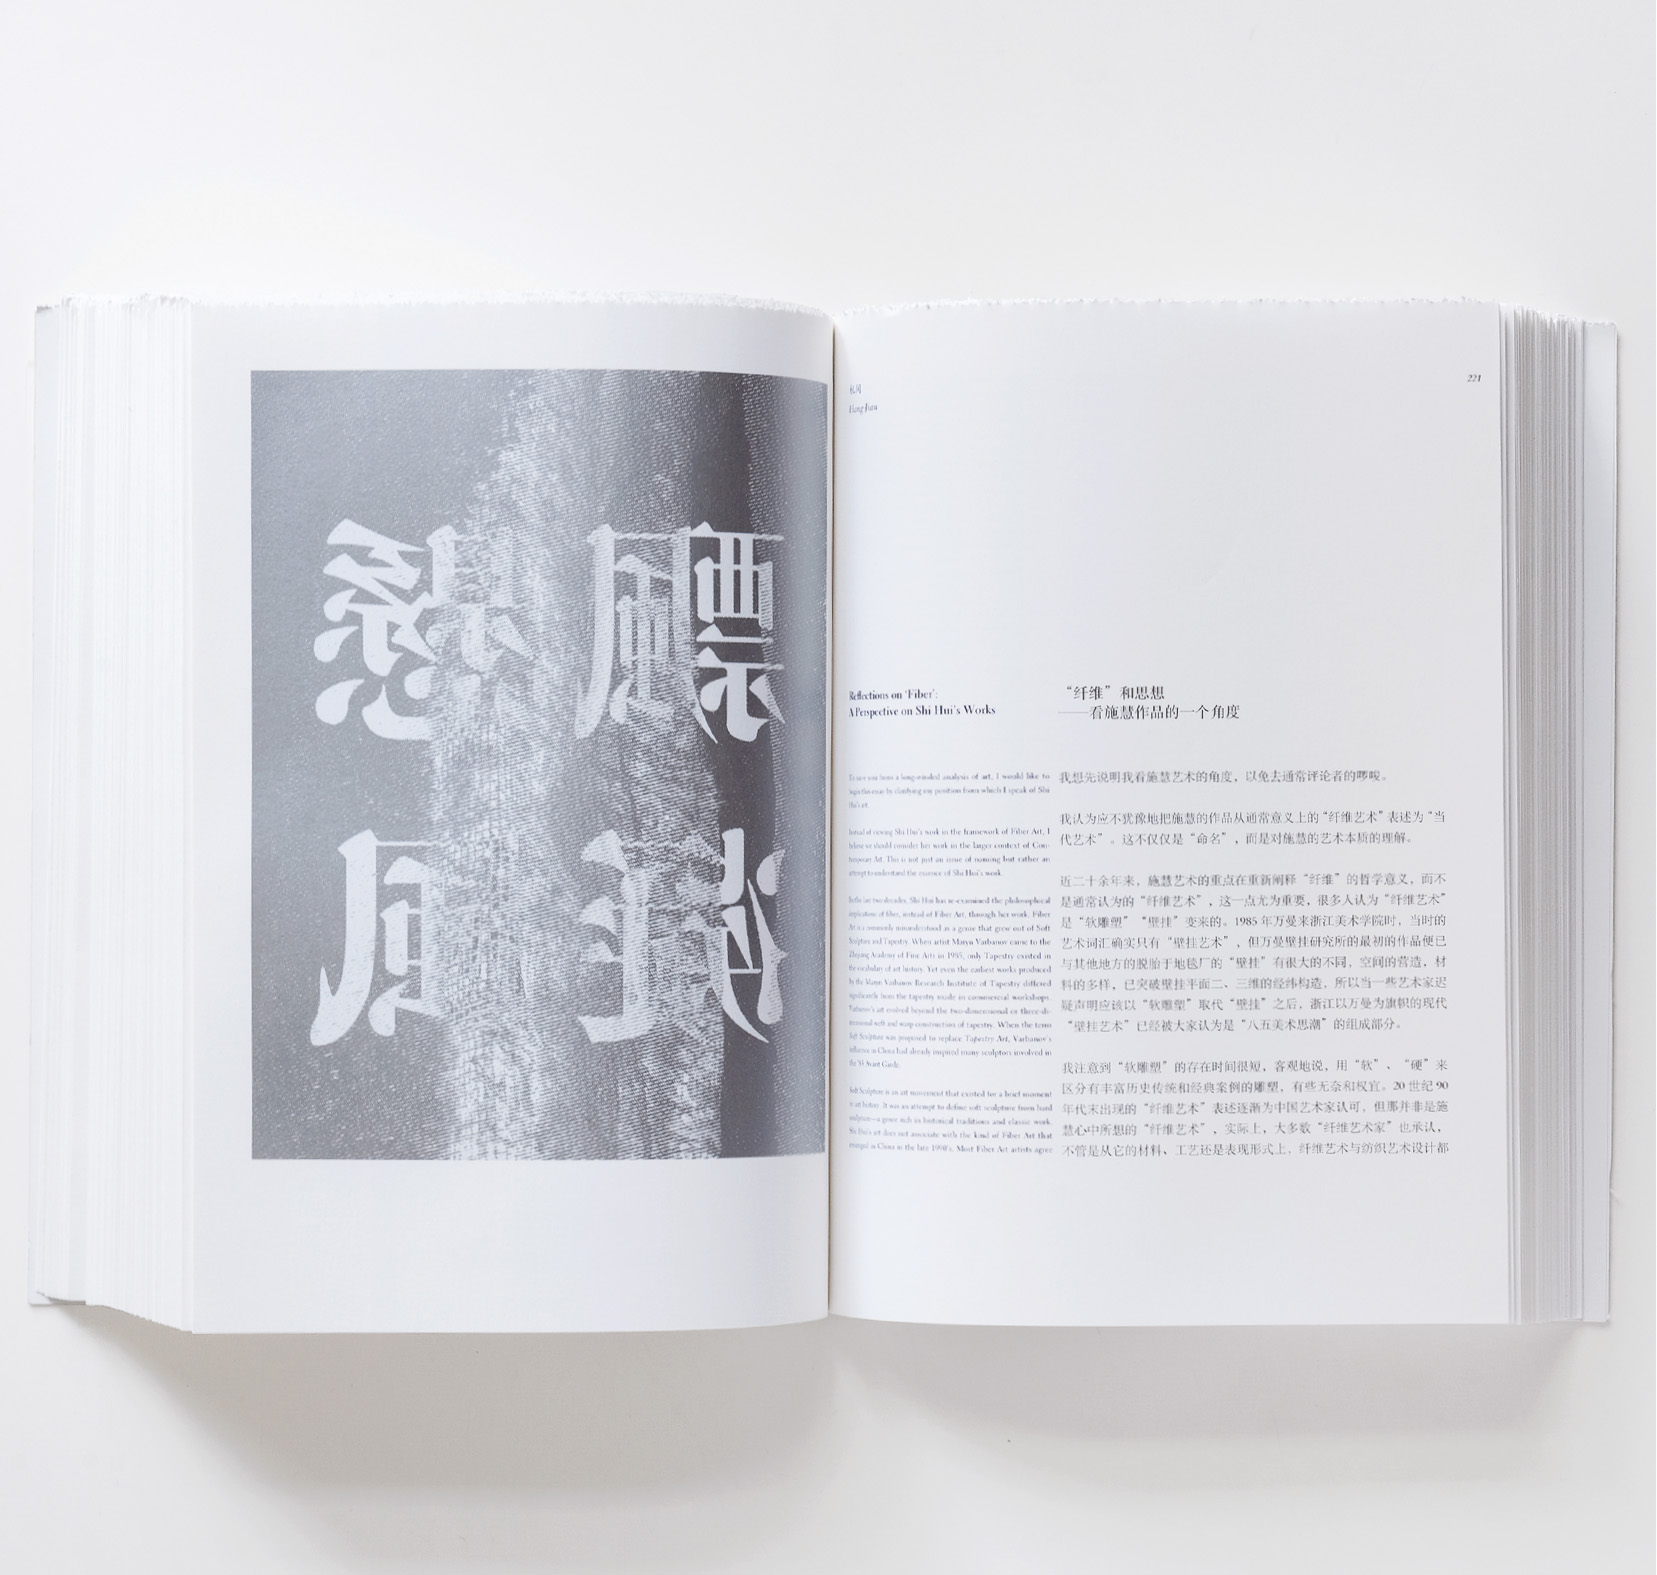 杭间
Hang Jian
221
Reflections on 'Fiber':
A Perspective on Shi Hui's Works
To save you from a long-winded analysis of art, I would like to
begin this essay by clarifying my position from which I speak of Shi
Hui's art.
Instead of viewing Shi Hui's work in the framework of Fiber Art, I
believe we should consider her work in the larger context of Con-
temporary Art. This is not just an issue of naming but rather an
attempt to understand the essence of Shi Hui's work.
In the last two decades, Shi Hui has re-examined the philosophical
implications of fiber, instead of Fiber Art, through her work. Fiber
Art is a commonly misunderstood as a genre that grew out of Soft
Sculpture and Tapestry. When artist Maryn Varbanov came to the
Zhejiang Academy of Fine Arts in 1985, only Tapestry existed in
the vocabulary of art history. Yet even the earliest works produced
by the Maryn Varbanov Research Institute of Tapestry differed
significantly from the tapestry made in commercial workshops.
Varbanov's art evolved beyond the two-dimensional or three-di-
mensional weft and warp construction of tapestry. When the term
Soft Sculpture was proposed to replace Tapestry Art, Varbanov's
influence in China had already inspired many sculptors involved in
the '85 Avant Garde.
Soft Sculpture is an art movement that existed for a brief moment
in art history. It was an attempt to define soft sculpture from hard
sculpture—a genre rich in historical traditions and classic work.
Shi Hui's art does not associate with the kind of Fiber Art that
emerged in China in the late 1990's. Most Fiber Art artists agree
“纤维”和思想
——看施慧作品的一个角度
我想先说明我看施慧艺术的角度，以免去通常评论者的啰唆。
我认为应不犹豫地把施慧的作品从通常意义上的“纤维艺术”表述为“当
代艺术”。这不仅仅是“命名”，而是对施慧的艺术本质的理解。
近二十余年来，施慧艺术的重点在重新阐释“纤维”的哲学意义，而不
是通常认为的“纤维艺术”，这一点尤为重要，很多人认为“纤维艺术”
是“软雕塑”“壁挂”变来的。1985 年万曼来浙江美术学院时，当时的
艺术词汇确实只有“壁挂艺术”，但万曼壁挂研究所的最初的作品便已
与其他地方的脱胎于地毯厂的“壁挂”有很大的不同，空间的营造，材
料的多样，已突破壁挂平面二、三维的经纬构造，所以当一些艺术家迟
疑声明应该以“软雕塑”取代“壁挂”之后，浙江以万曼为旗帜的现代
“壁挂艺术”已经被大家认为是“八五美术思潮”的组成部分。
我注意到“软雕塑”的存在时间很短，客观地说，用“软”、“硬”来
区分有丰富历史传统和经典案例的雕塑，有些无奈和权宜。20 世纪 90
年代末出现的“纤维艺术”表述逐渐为中国艺术家认可，但那并非是施
慧心中所想的“纤维艺术”，实际上，大多数“纤维艺术家”也承认，
不管是从它的材料、工艺还是表现形式上，纤维艺术与纺织艺术设计都